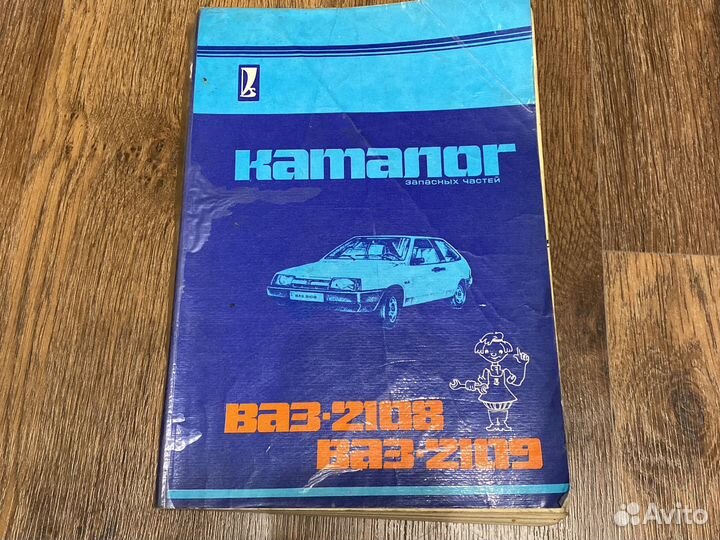 Каталог
запасных частей
ВАЗ 2108
ВАЗ-2108
ВАЗ-2109
Avito